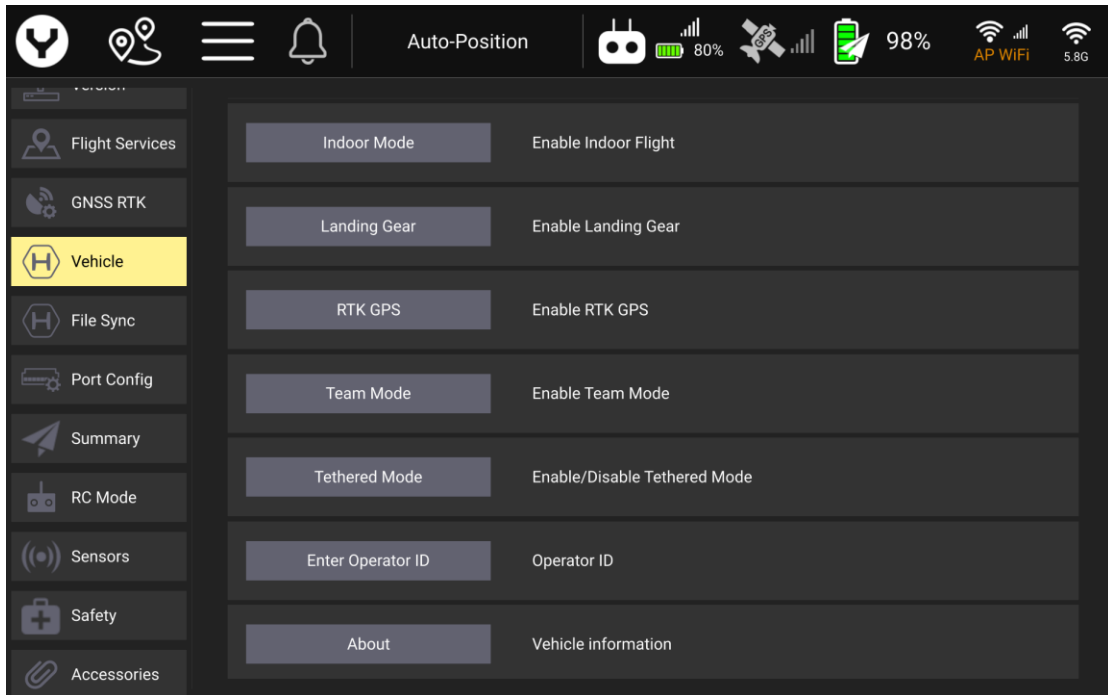 Auto-Position
80%
GPS
98%
AP WiFi
5.8G
Version
Flight Services
GNSS RTK
Vehicle
File Sync
Port Config
Summary
RC Mode
Sensors
Safety
Accessories
Indoor Mode Enable Indoor Flight
Landing Gear Enable Landing Gear
RTK GPS Enable RTK GPS
Team Mode Enable Team Mode
Tethered Mode Enable/Disable Tethered Mode
Enter Operator ID Operator ID
About Vehicle information